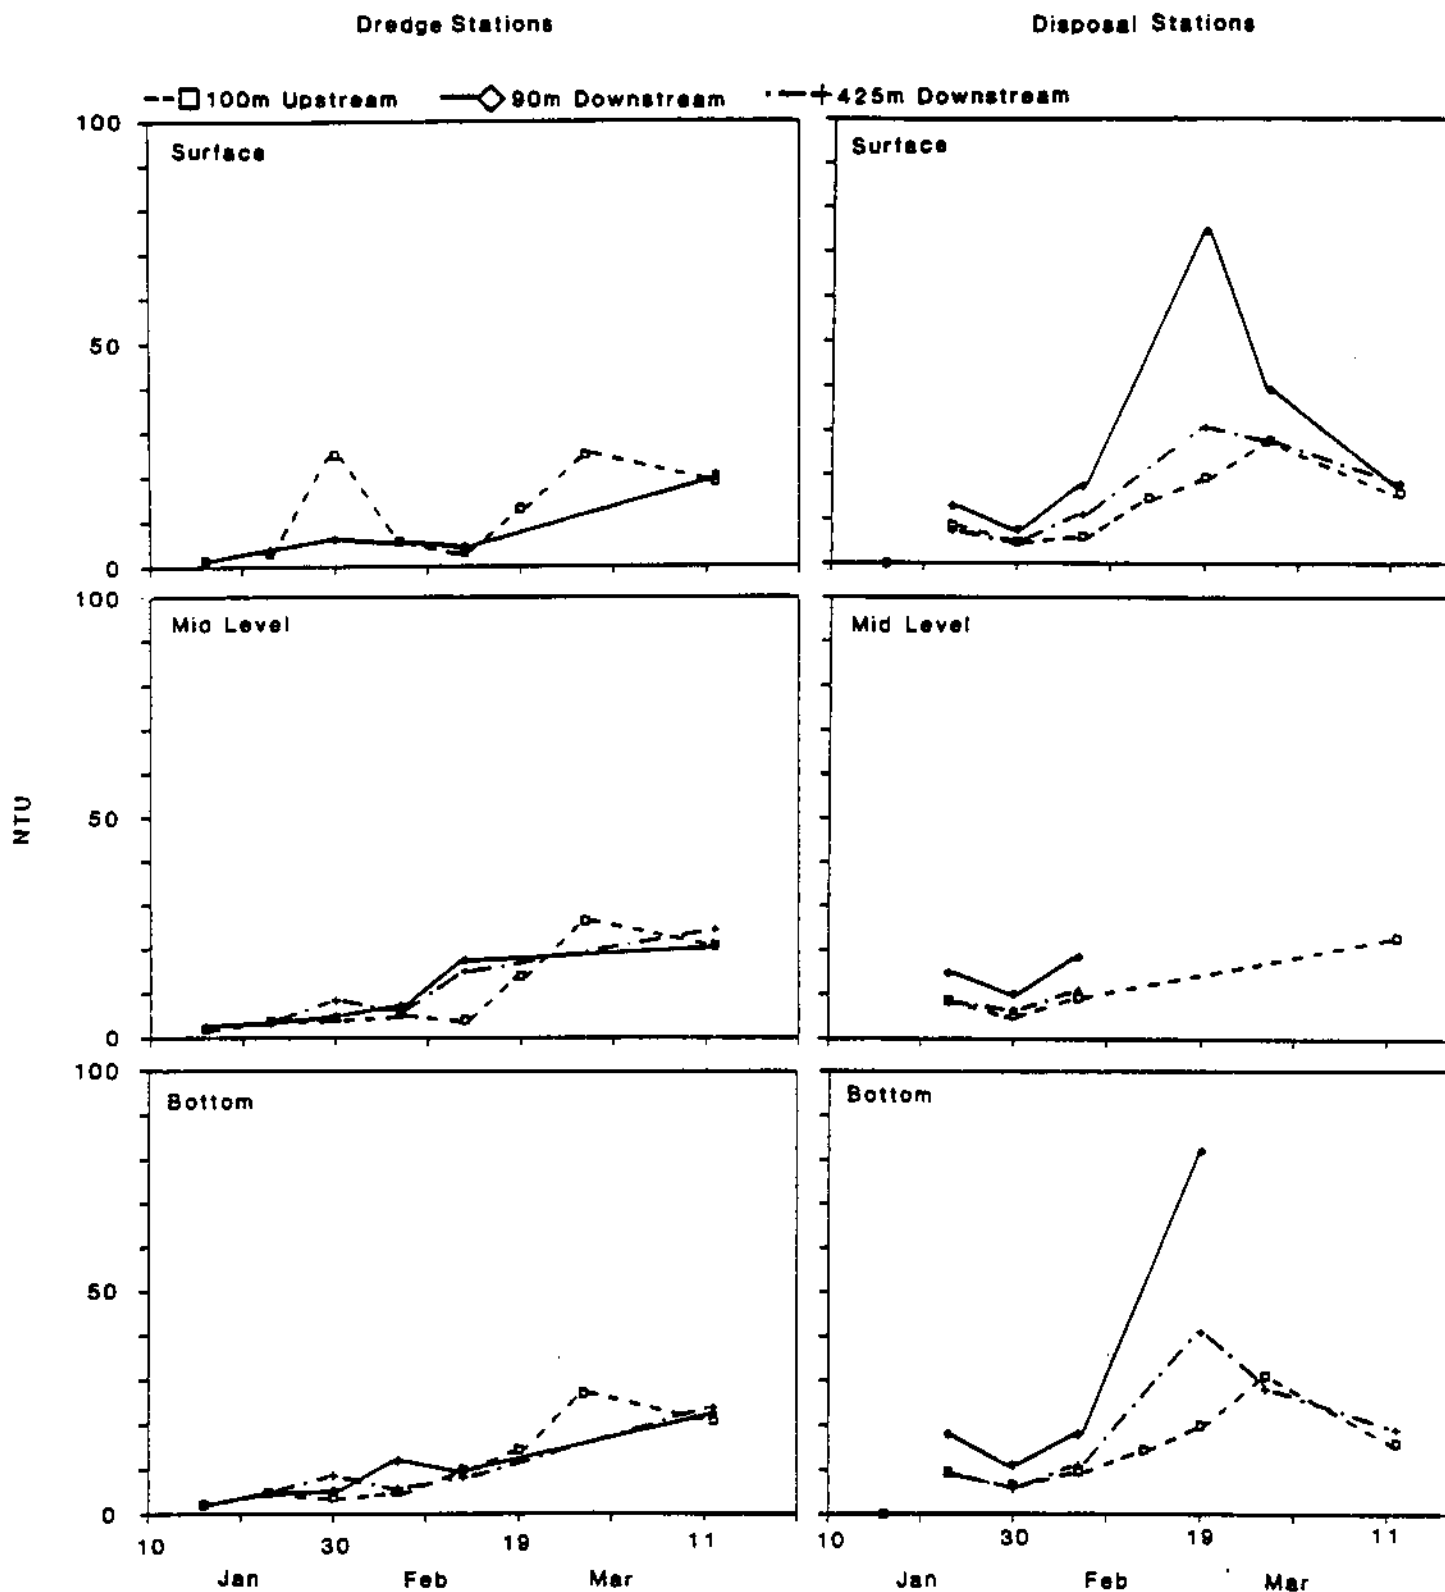 Dredge Stations Disposal Stations
100m Upstream 90m Downstream 425m Downstream
100
Surface Surface
50
0
100
Mid Level Mid Level
NTU
50
0
100
Bottom Bottom
50
0
10 30 19 11 10 30 19 11
Jan Feb Mar Jan Feb Mar